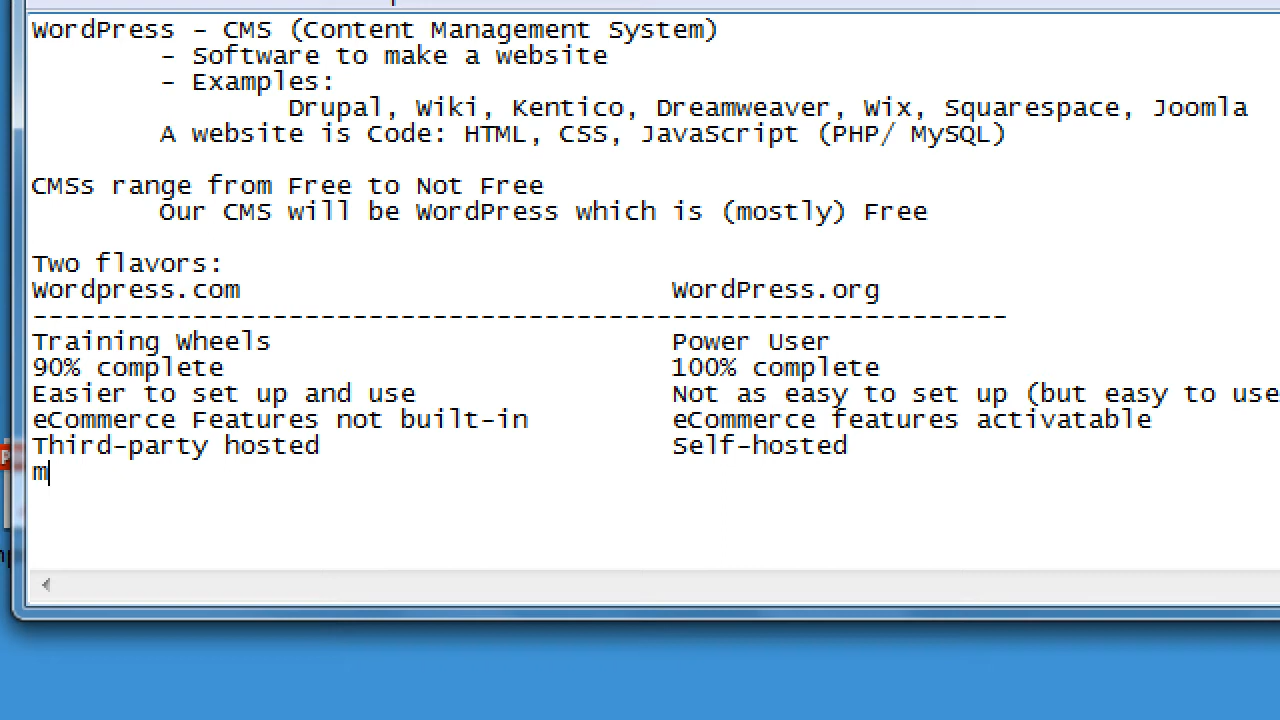 WordPress - CMS (Content Management System)
- Software to make a website
- Examples:
Drupal, Wiki, Kentico, Dreamweaver, Wix, Squarespace, Joomla
A website is Code: HTML, CSS, JavaScript (PHP/ MySQL)
CMSs range from Free to Not Free
Our CMS will be WordPress which is (mostly) Free
Two flavors:
Wordpress.com WordPress.org
-------------------------------------------------------------
Training Wheels Power User
90% complete 100% complete
Easier to set up and use Not as easy to set up (but easy to use
eCommerce Features not built-in eCommerce features activatable
Third-party hosted Self-hosted
m